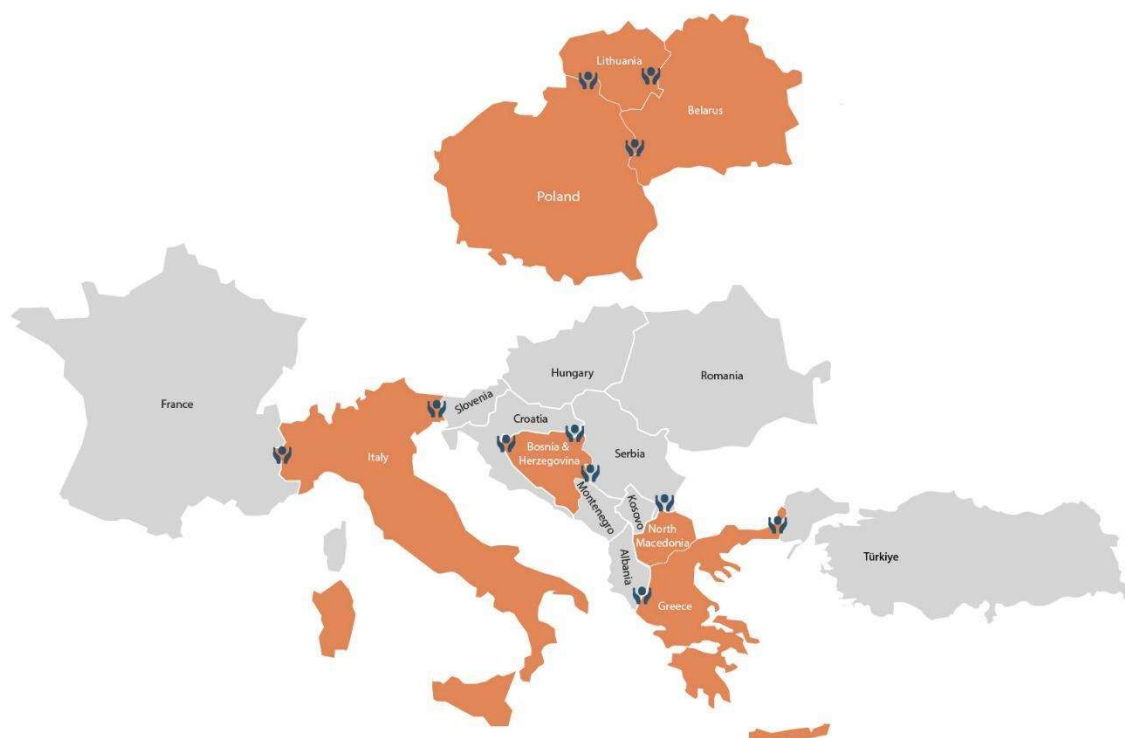 Lithuania
Belarus
Poland
Hungary
Romania
France
Slovenia
Croatia
Italy
Bosnia &
Herzegovina
Serbia
Montenegro
Kosovo
North
Macedonia
Albania
Greece
Türkiye